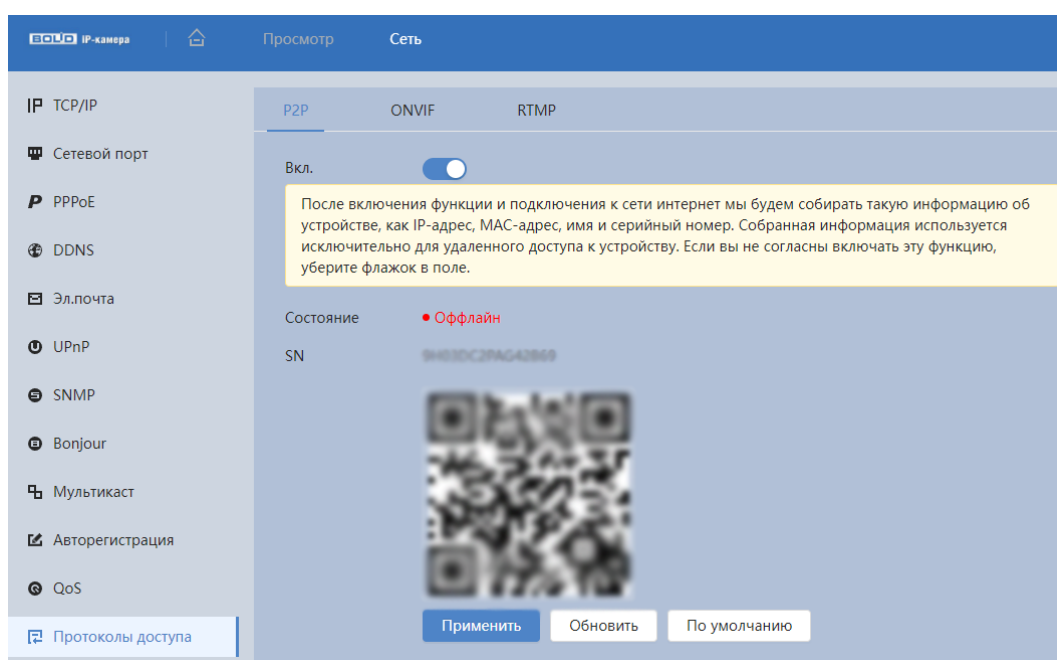 BOLID IP-камера
Просмотр
Сеть
TCP/IP
Сетевой порт
PPPoE
DDNS
Эл.почта
UPnP
SNMP
Bonjour
Мультикаст
Авторегистрация
QoS
Протоколы доступа
P2P
ONVIF
RTMP
Вкл.
После включения функции и подключения к сети интернет мы будем собирать такую информацию об
устройстве, как IP-адрес, MAC-адрес, имя и серийный номер. Собранная информация используется
исключительно для удаленного доступа к устройству. Если вы не согласны включать эту функцию,
уберите флажок в поле.
Состояние
Оффлайн
SN
Применить
Обновить
По умолчанию